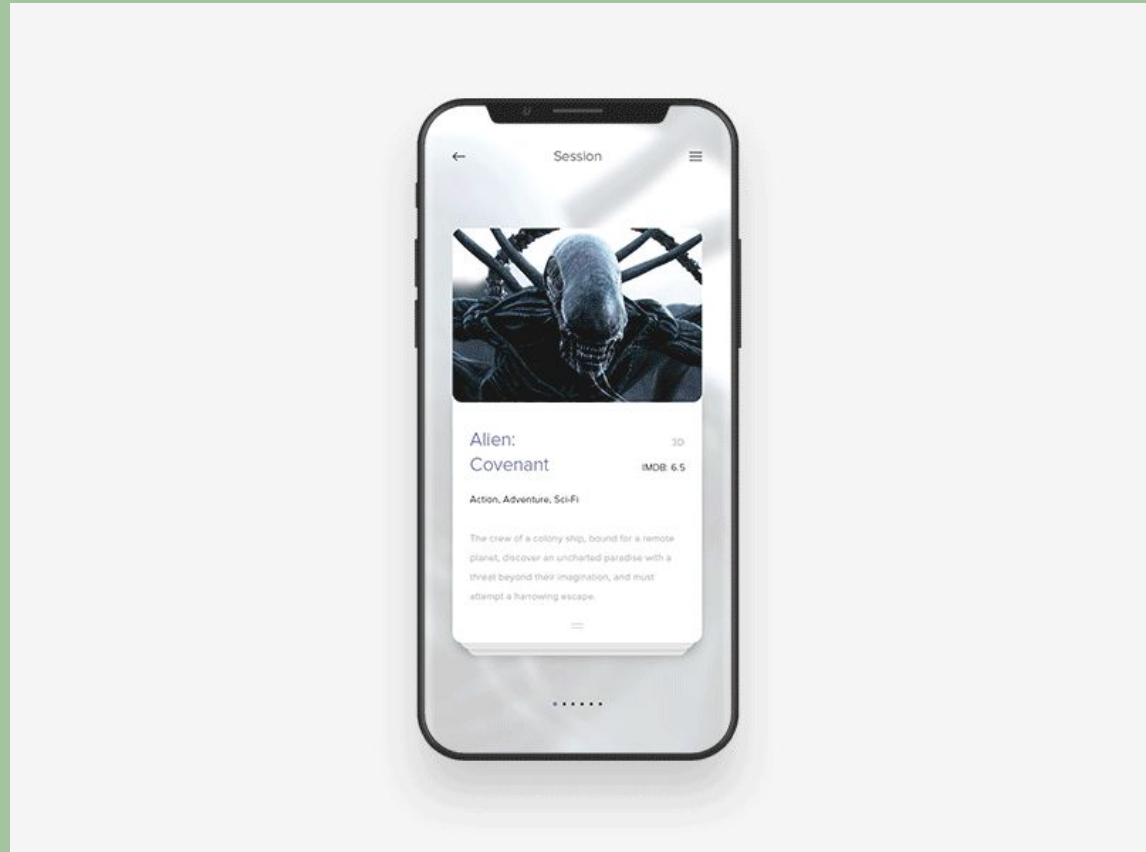 Session
Alien:
Covenant
3D
IMDB: 6.5
Action, Adventure, Sci-Fi
The crew of a colony ship, bound for a remote
planet, discover an uncharted paradise with a
threat beyond their imagination, and must
attempt a harrowing escape.